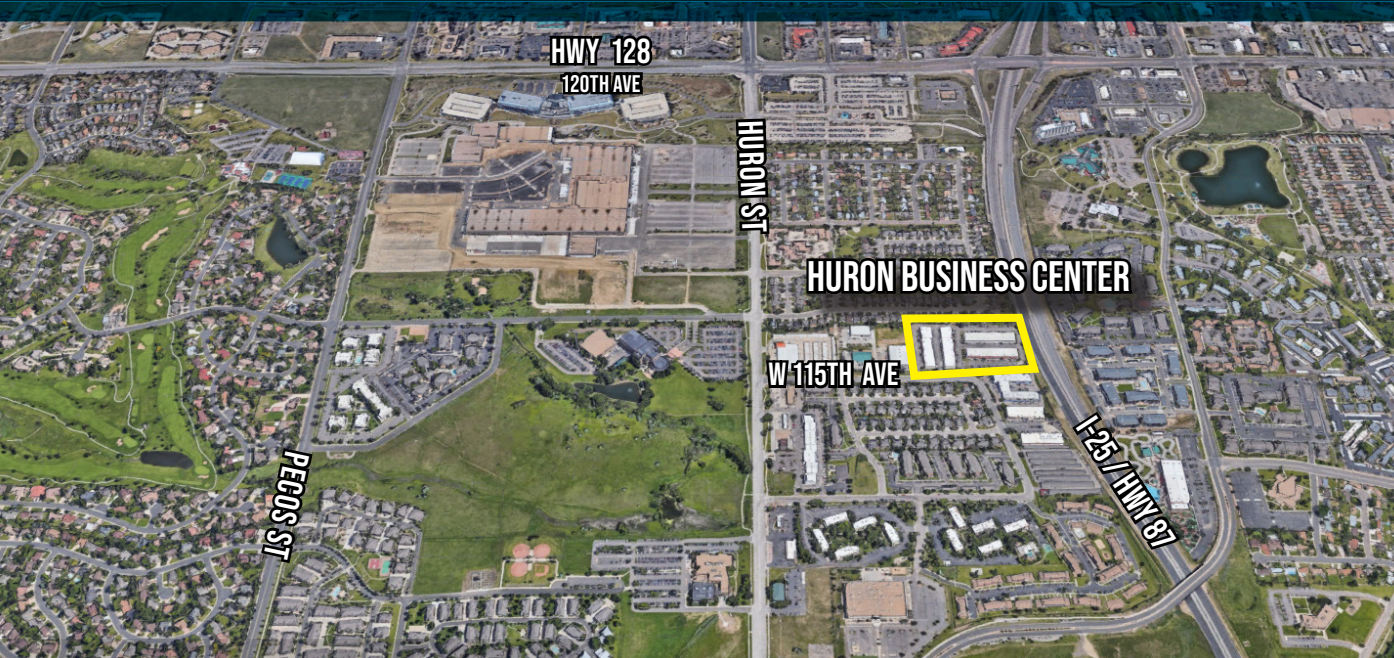 HWY 128
120TH AVE
HURON ST
HURON BUSINESS CENTER
W 115TH AVE
I-25 / HWY 87
PECOS ST